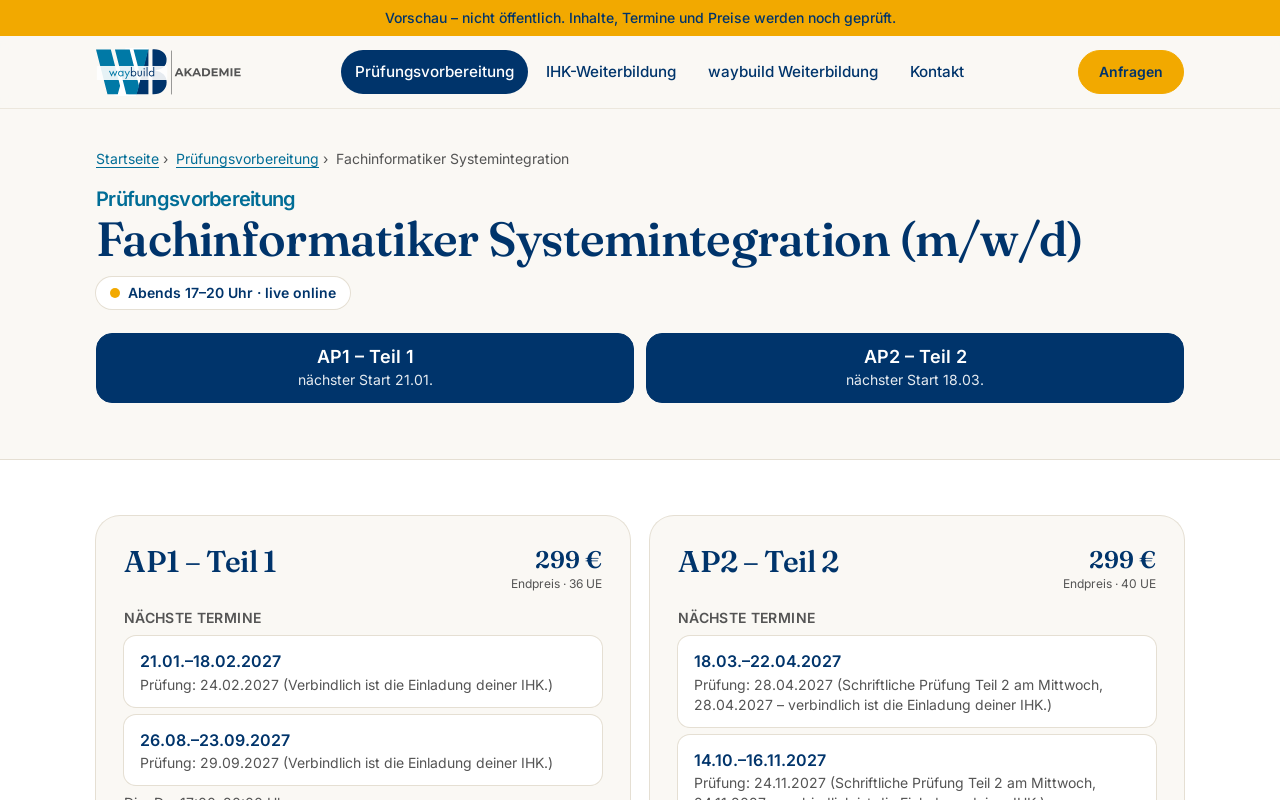 Vorschau – nicht öffentlich. Inhalte, Termine und Preise werden noch geprüft.
waybuild AKADEMIE
Prüfungsvorbereitung
IHK-Weiterbildung
waybuild Weiterbildung
Kontakt
Anfragen
Startseite › Prüfungsvorbereitung › Fachinformatiker Systemintegration
Prüfungsvorbereitung
Fachinformatiker Systemintegration (m/w/d)
Abends 17–20 Uhr · live online
AP1 – Teil 1
nächster Start 21.01.
AP2 – Teil 2
nächster Start 18.03.
AP1 – Teil 1
299 €
Endpreis · 36 UE
NÄCHSTE TERMINE
21.01.–18.02.2027
Prüfung: 24.02.2027 (Verbindlich ist die Einladung deiner IHK.)
26.08.–23.09.2027
Prüfung: 29.09.2027 (Verbindlich ist die Einladung deiner IHK.)
AP2 – Teil 2
299 €
Endpreis · 40 UE
NÄCHSTE TERMINE
18.03.–22.04.2027
Prüfung: 28.04.2027 (Schriftliche Prüfung Teil 2 am Mittwoch,
28.04.2027 – verbindlich ist die Einladung deiner IHK.)
14.10.–16.11.2027
Prüfung: 24.11.2027 (Schriftliche Prüfung Teil 2 am Mittwoch,